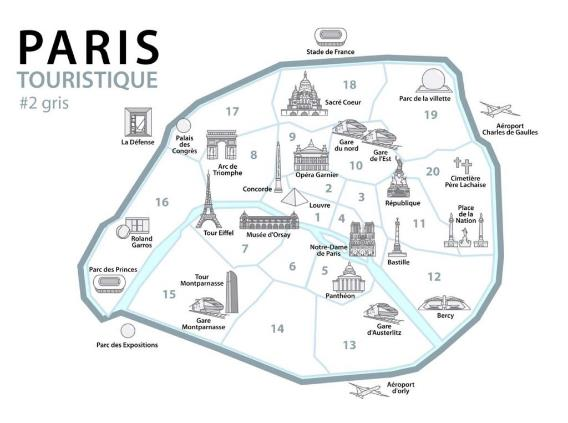 PARIS
TOURISTIQUE
#2 gris
Stade de France
La Défense
Palais
des
Congrès
17
18
Sacré Coeur
Parc de la villette
19
Aéroport
Charles de Gaulles
Arc de
Triomphe
8
9
Opéra Garnier
Gare
du nord
Gare
de l'Est
10
Concorde
2
3
République
20
Cimetière
Père Lachaise
16
Tour Eiffel
Musée d'Orsay
Louvre
1
4
11
Place
de la
Nation
Roland
Garros
7
Notre-Dame
de Paris
Bastille
Parc des Princes
15
Tour
Montparnasse
Gare
Montparnasse
6
5
Panthéon
12
Bercy
Parc des Expositions
14
13
Gare
d'Austerlitz
Aéroport
d'orly